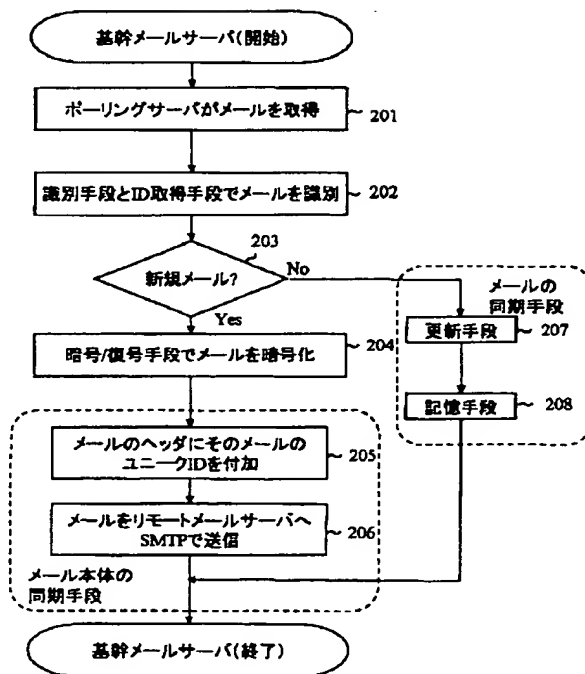 基幹メールサーバ(開始)
ポーリングサーバがメールを取得
201
識別手段とID取得手段でメールを識別
202
203
新規メール?
No
Yes
メールの
同期手段
更新手段
207
暗号/復号手段でメールを暗号化
204
記憶手段
208
メールのヘッダにそのメールの
ユニークIDを付加
205
メールをリモートメールサーバへ
SMTPで送信
206
メール本体の
同期手段
基幹メールサーバ(終了)